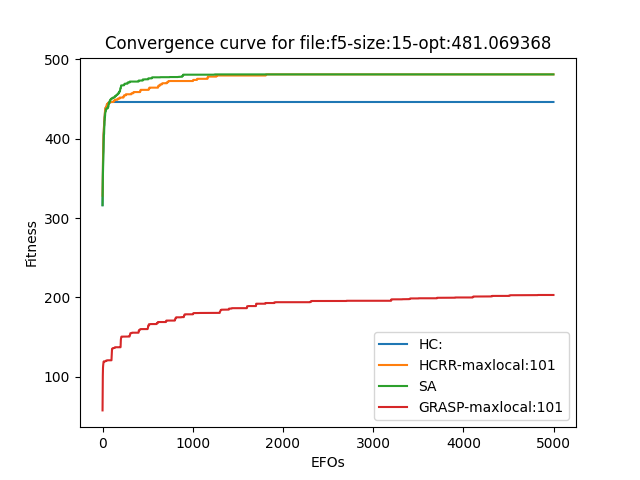 Convergence curve for file:f5-size:15-opt:481.069368
500
400
300
200
100
Fitness
HC:
HCRR-maxlocal:101
SA
GRASP-maxlocal:101
0 1000 2000 3000 4000 5000
EFOs